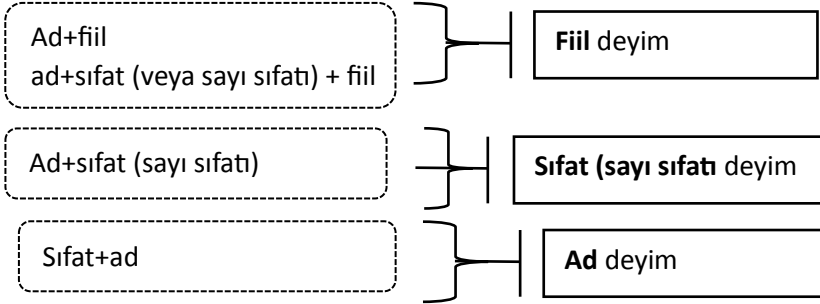 Ad+fiil
ad+sıfat (veya sayı sıfatı) + fiil
Fiil deyim
Ad+sıfat (sayı sıfatı)
Sıfat (sayı sıfatı deyim
Sıfat+ad
Ad deyim